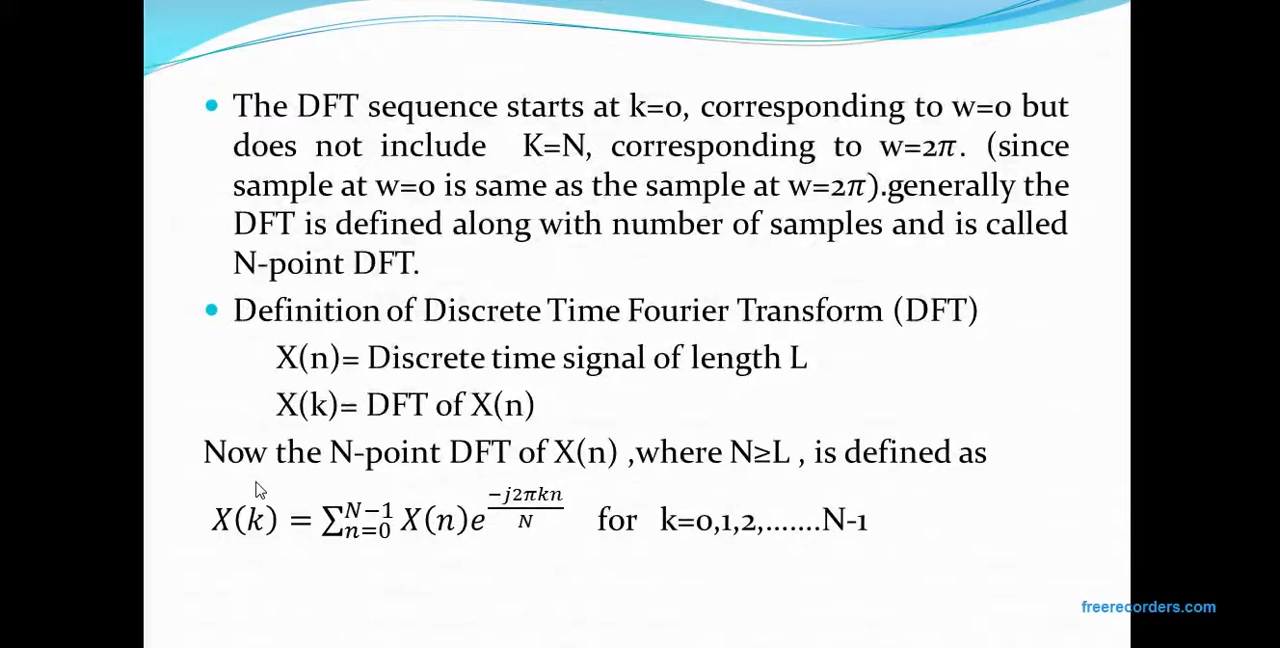 The DFT sequence starts at k=0, corresponding to w=0 but
does not include K=N, corresponding to w=2π. (since
sample at w=0 is same as the sample at w=2π).generally the
DFT is defined along with number of samples and is called
N-point DFT.
Definition of Discrete Time Fourier Transform (DFT)
X(n)= Discrete time signal of length L
X(k)= DFT of X(n)
Now the N-point DFT of X(n) ,where N≥L , is defined as
X(k) = ∑_{n=0}^{N−1} X(n)e^{\frac{−j2πkn}{N}} for k=0,1,2,.......N-1
freerecorders.com